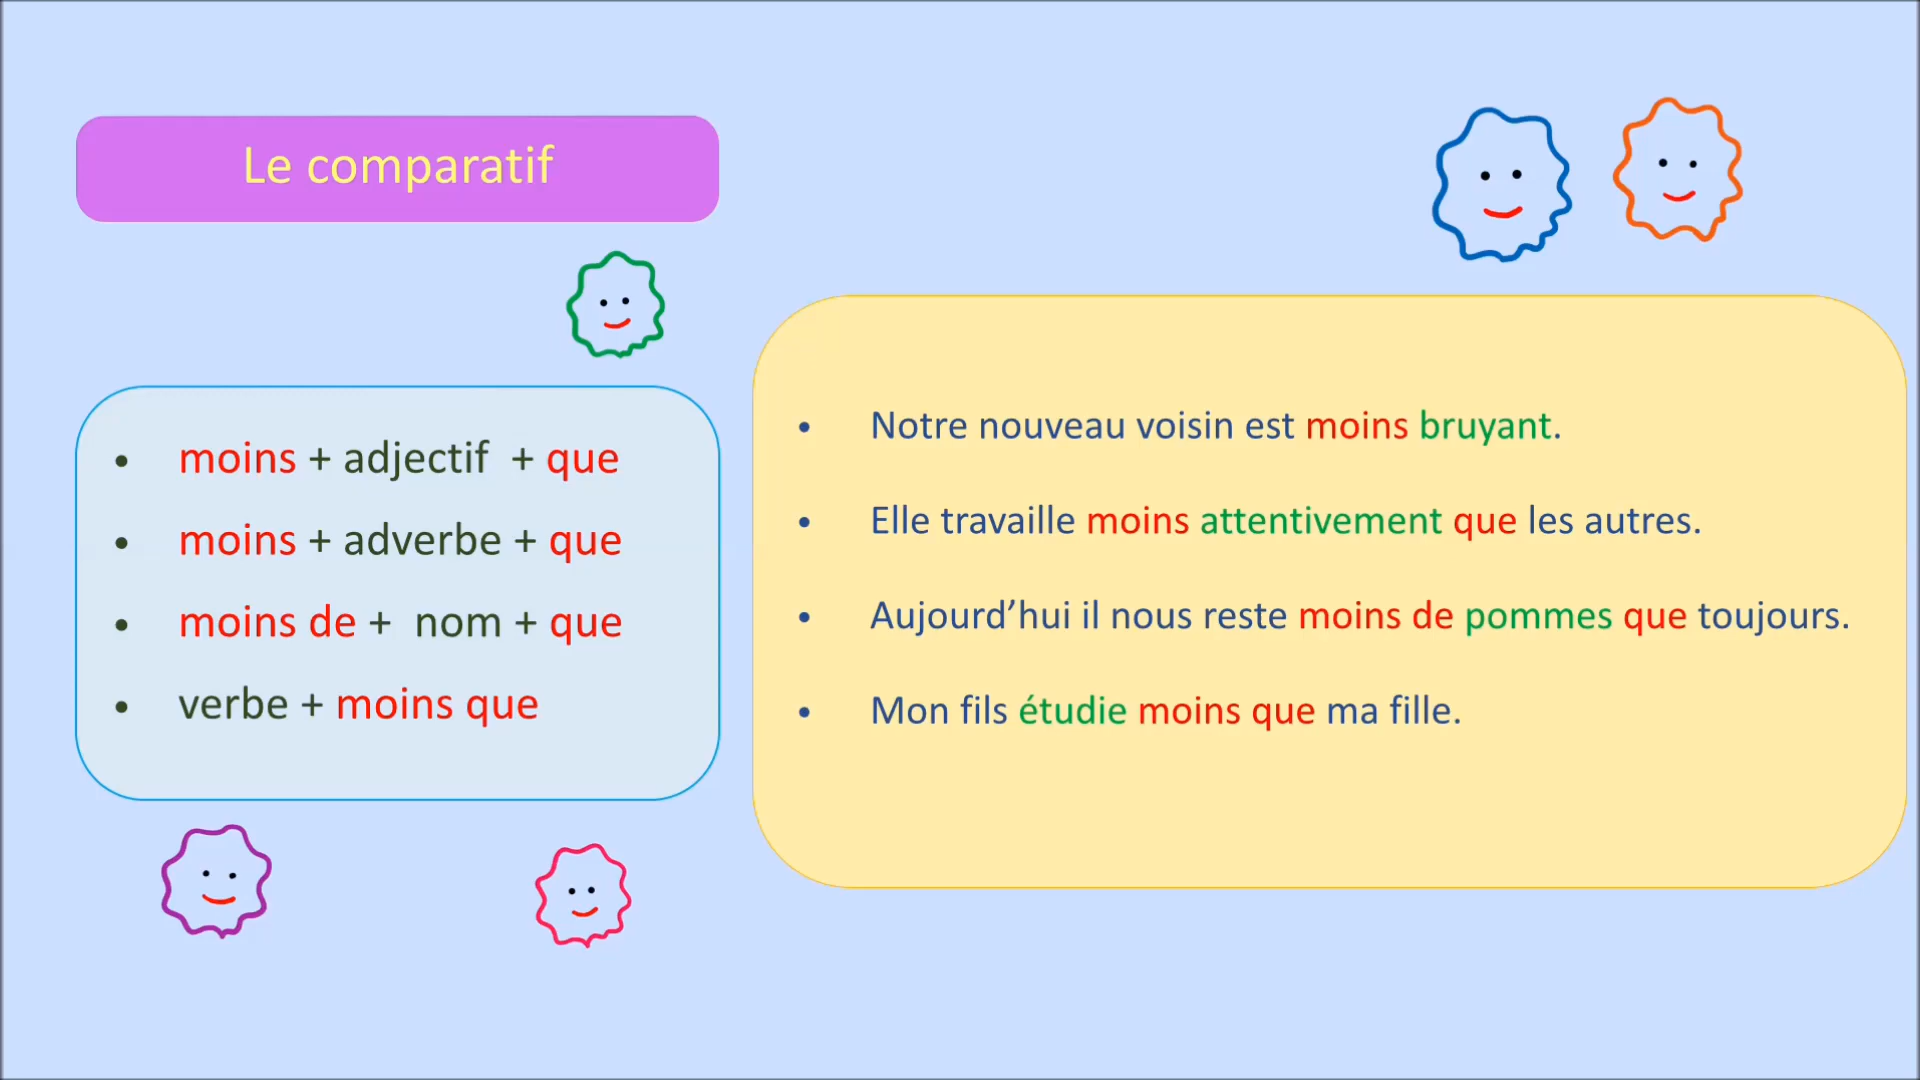 Le comparatif
• moins + adjectif + que
• moins + adverbe + que
• moins de + nom + que
• verbe + moins que
• Notre nouveau voisin est moins bruyant.
• Elle travaille moins attentivement que les autres.
• Aujourd’hui il nous reste moins de pommes que toujours.
• Mon fils étudie moins que ma fille.